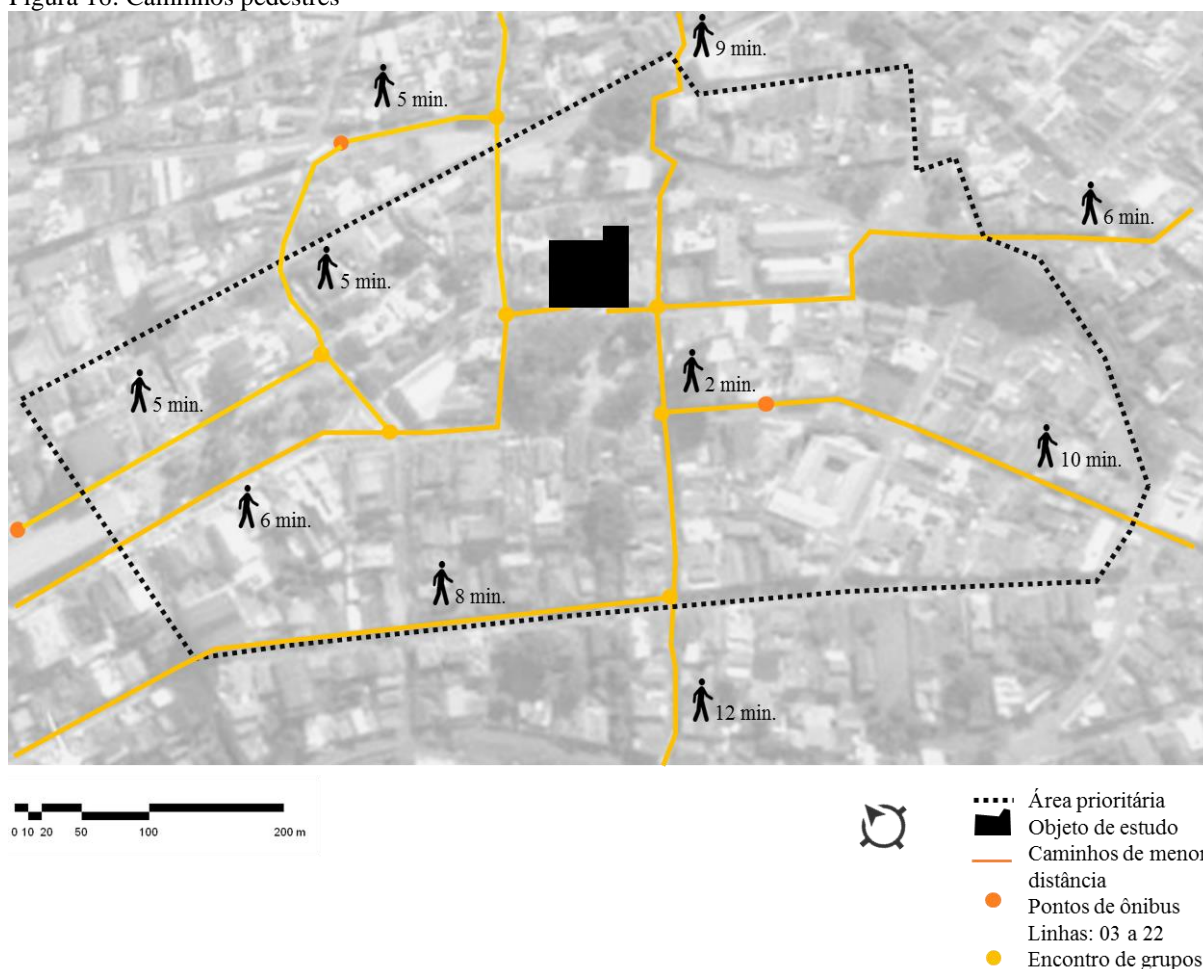 Figura 16: Caminhos pedestres
9 min.
5 min.
6 min.
5 min.
2 min.
5 min.
10 min.
6 min.
8 min.
12 min.
0 10 20 50 100 200 m
Área prioritária
Objeto de estudo
Caminhos de menor
distância
Pontos de ônibus
Linhas: 03 a 22
Encontro de grupos